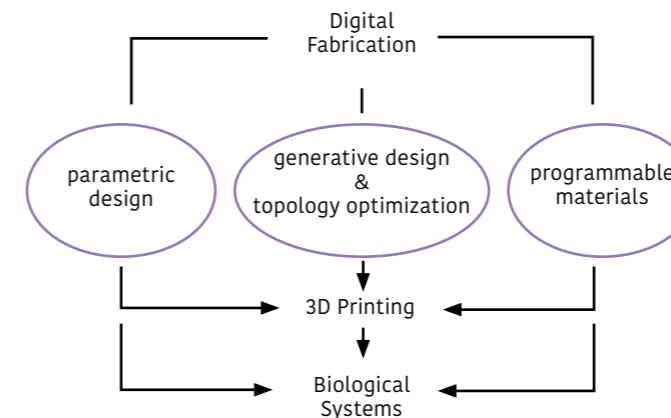 Digital
Fabrication
parametric
design
generative design
&
topology optimization
programmable
materials
3D Printing
Biological
Systems